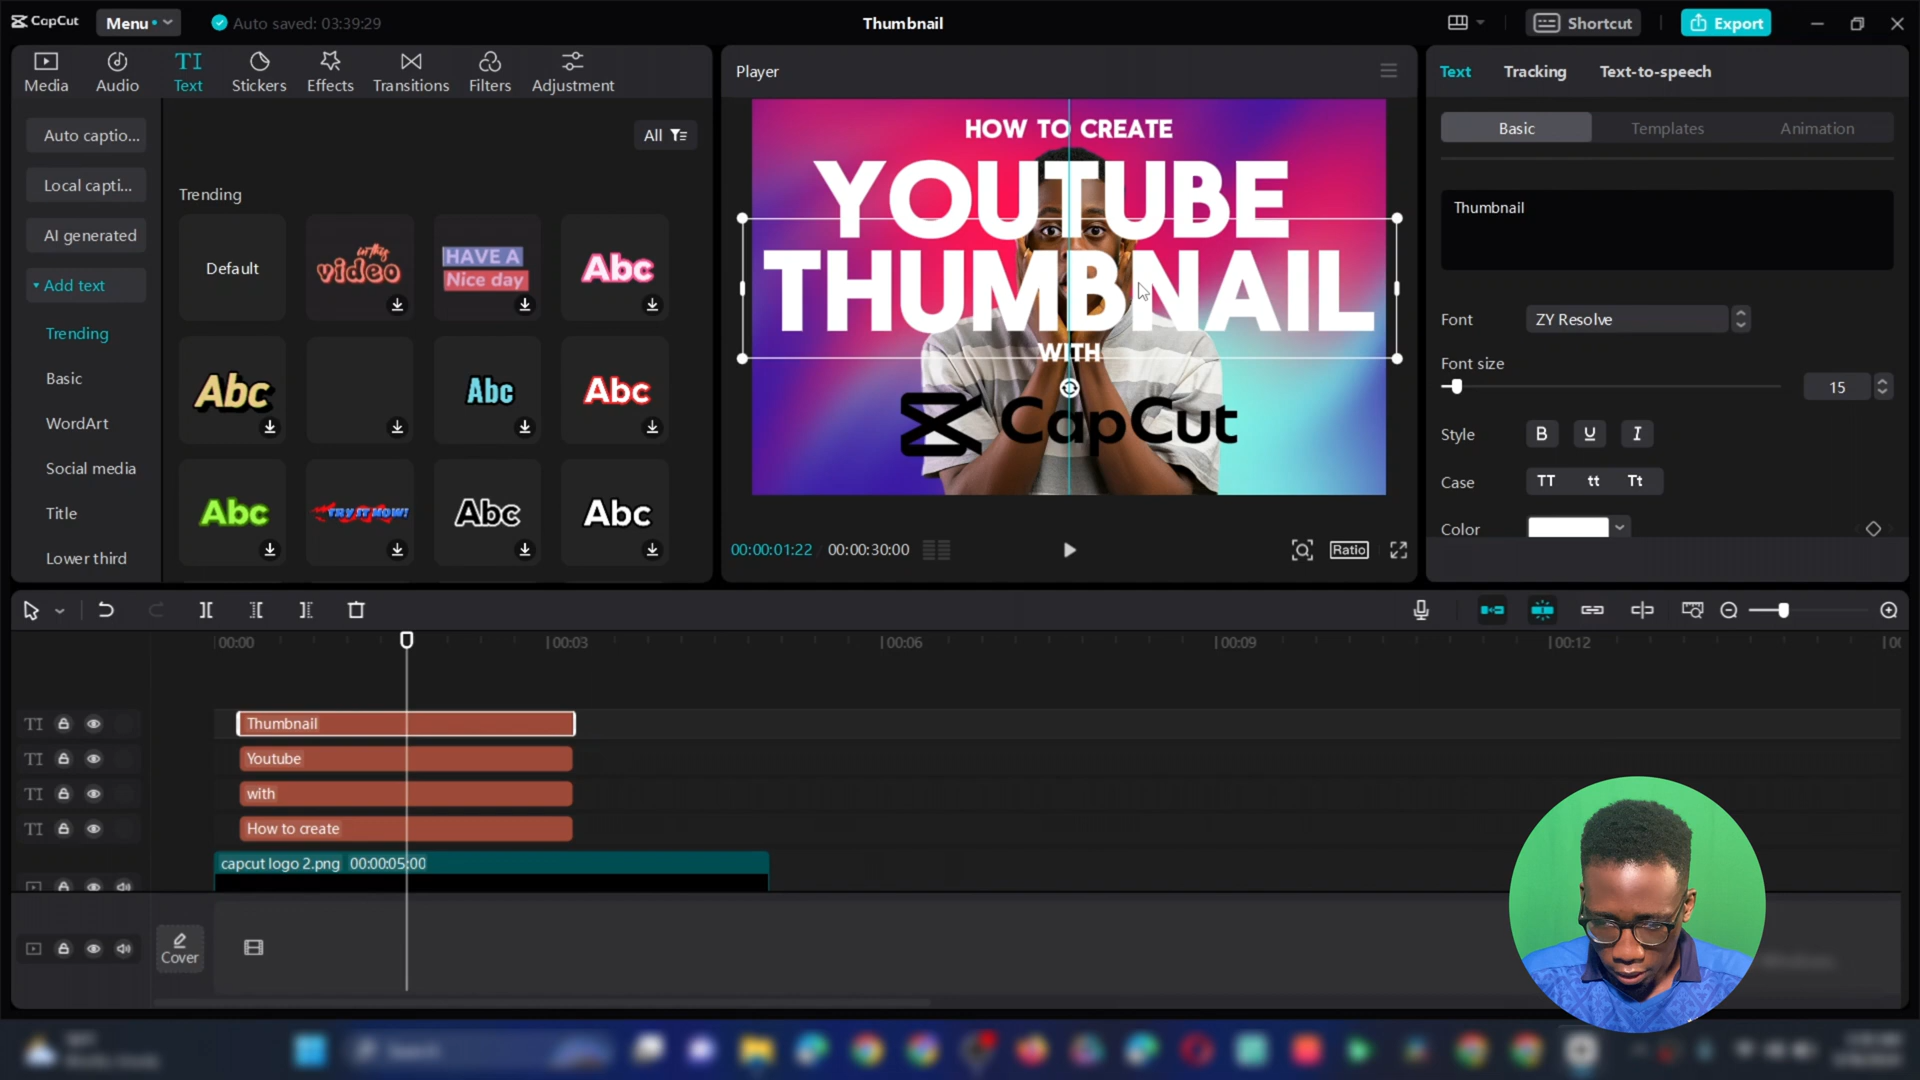 CapCut
Menu
Auto saved: 03:39:29
Thumbnail
Shortcut
Export
Media
Audio
Text
Stickers
Effects
Transitions
Filters
Adjustment
Auto captio...
Local capti...
AI generated
Add text
Trending
Basic
WordArt
Social media
Title
Lower third
All
Trending
Default
in this
video
HAVE A
Nice day
Abc
Abc
Abc
Abc
Abc
TRY IT NOW!
Abc
Abc
Player
HOW TO CREATE
YOUTUBE
THUMBNAIL
WITH
CapCut
00:00:01:22
00:00:30:00
Ratio
Text
Tracking
Text-to-speech
Basic
Templates
Animation
Thumbnail
Font
ZY Resolve
Font size
15
Style
B
U
I
Case
TT
tt
Tt
Color
00:00
00:03
00:06
00:09
00:12
TI
Thumbnail
TI
Youtube
TI
with
TI
How to create
capcut logo 2.png 00:00:05:00
Cover